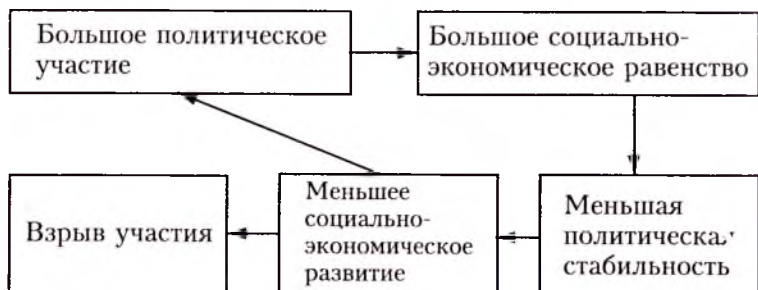 Большое политическое
участие
Большое социально-
экономическое равенство
Взрыв участия
Меньшее
социально-
экономическое
развитие
Меньшая
политическая
стабильность